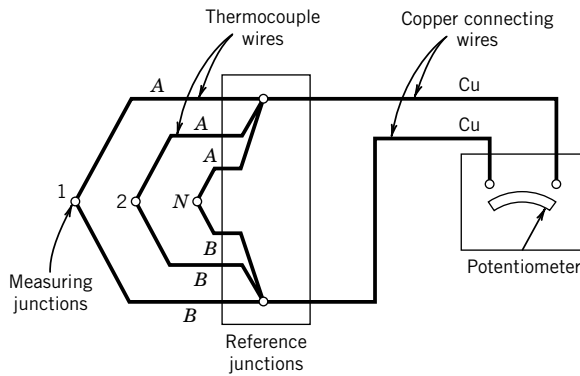 Thermocouple
wires
Copper connecting
wires
A
Cu
A
Cu
A
1
2
N
B
Measuring
junctions
B
Potentiometer
B
Reference
junctions